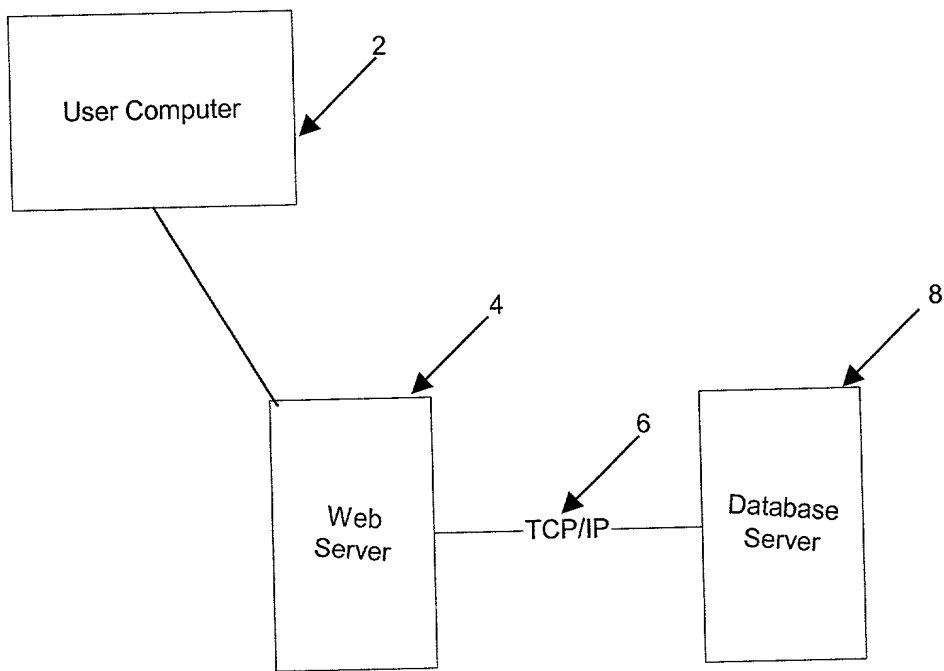 2
User Computer
4
8
6
Web
Server
TCP/IP
Database
Server